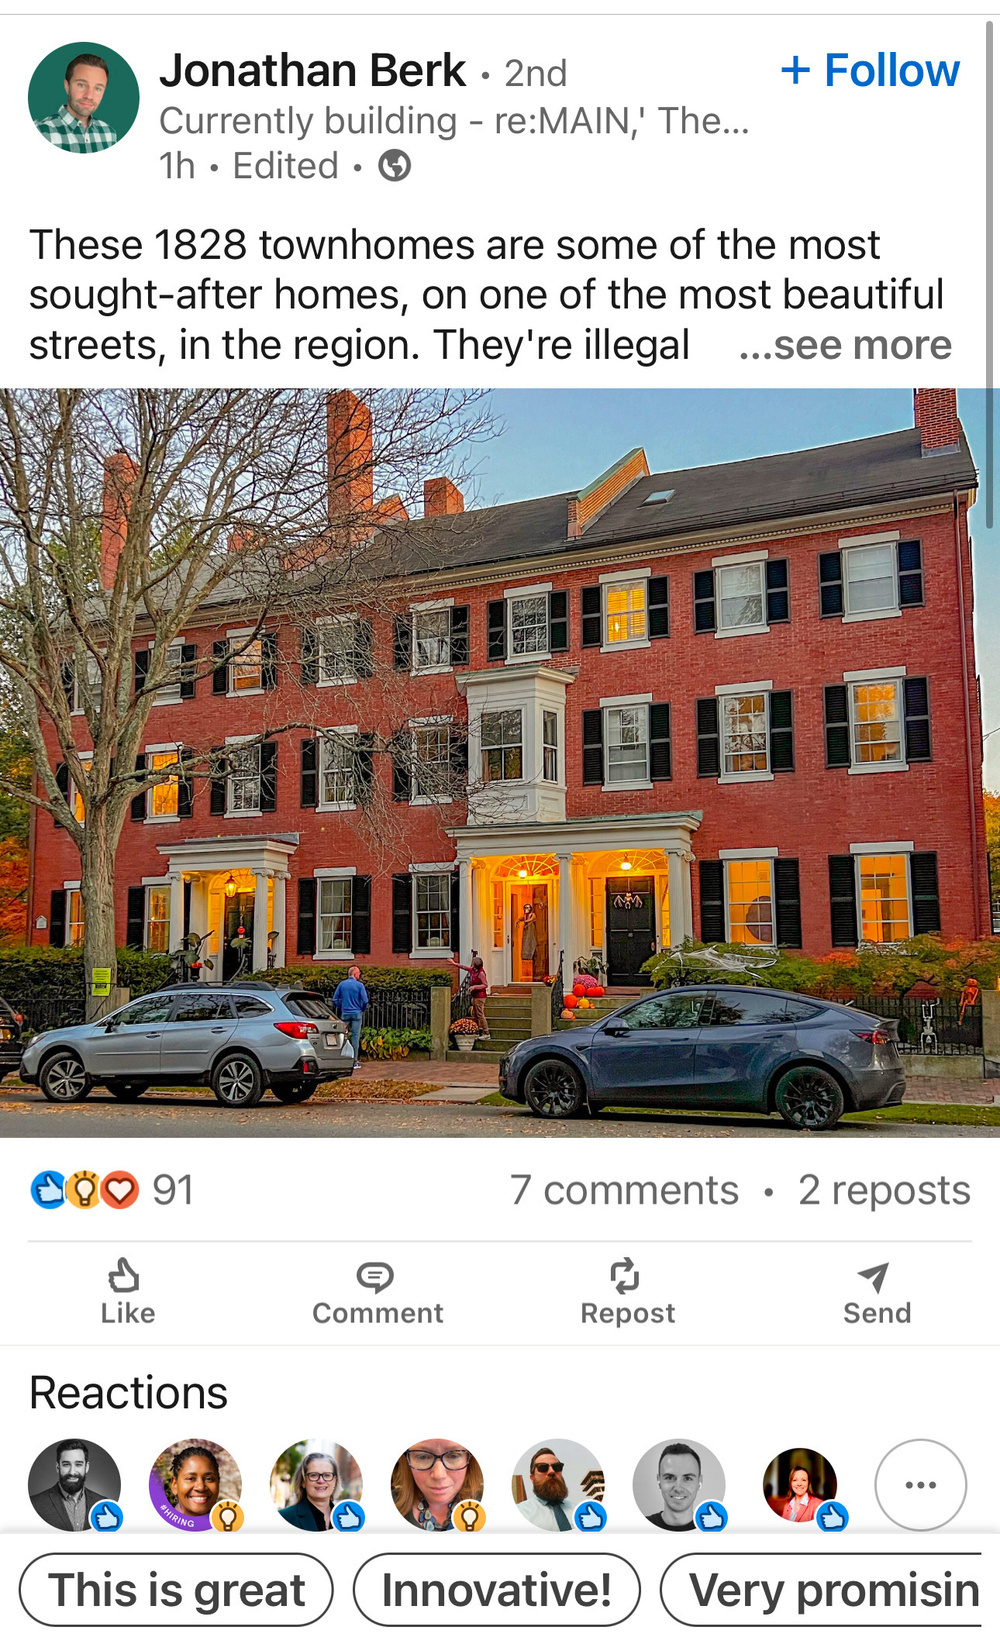 Jonathan Berk • 2nd
+ Follow
Currently building - re:MAIN,' The...
1h • Edited •
These 1828 townhomes are some of the most
sought-after homes, on one of the most beautiful
streets, in the region. They're illegal ...see more
91
7 comments • 2 reposts
Like
Comment
Repost
Send
Reactions
#HIRING
This is great
Innovative!
Very promisin